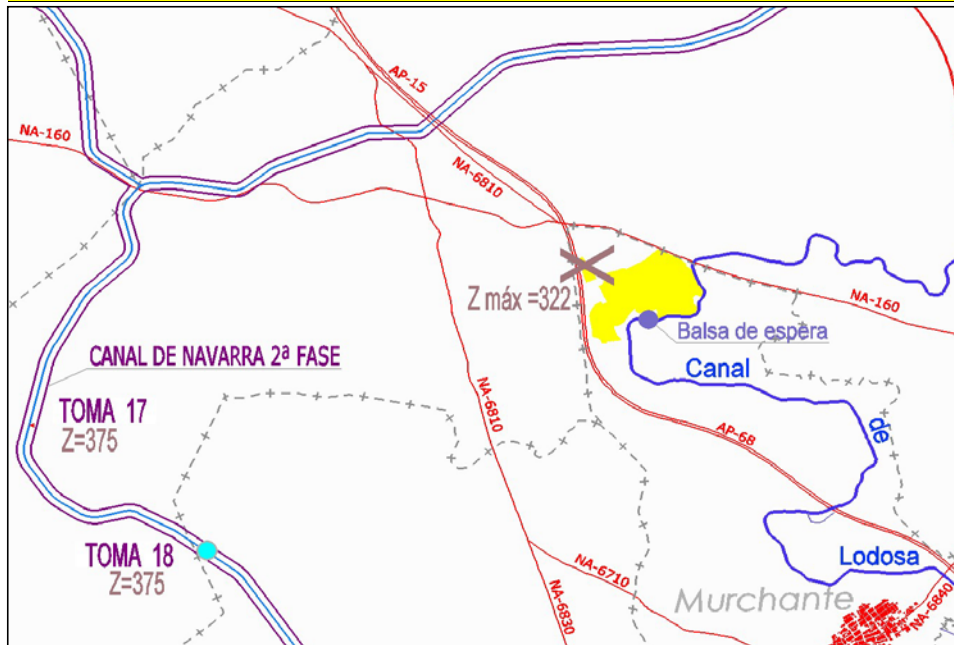 AP-15
NA-160
NA-6810
Z máx =322
NA-160
Balsa de espera
CANAL DE NAVARRA 2ª FASE
Canal
NA-6810
TOMA 17
Z=375
de
AP-68
TOMA 18
Z=375
Lodosa
NA-6710
Murchante
NA-6840
NA-6830